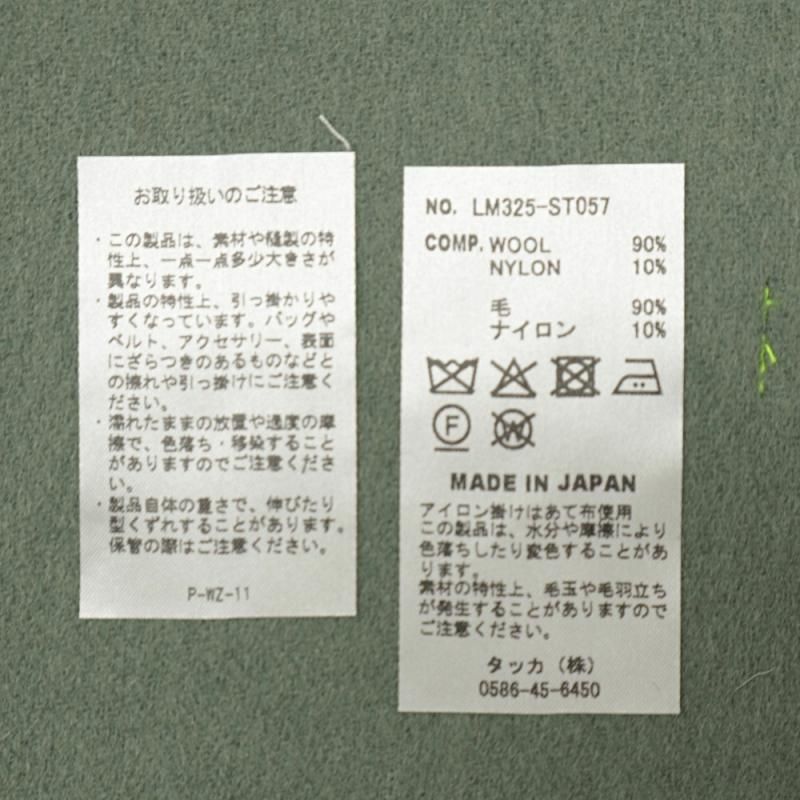 お取り扱いのご注意
・この製品は、素材や縫製の特
性上、一点一点多少大きさが
異なります。
・製品の特性上、引っ掛かりや
すくなっています。バッグや
ベルト、アクセサリー、表面
にざらつきのあるものなどと
の擦れや引っ掛けにご注意く
ださい。
・濡れたままの放置や過度の摩
擦で、色落ち・移染すること
がありますのでご注意くださ
い。
・製品自体の重さで、伸びたり
型くずれすることがあります。
保管の際はご注意ください。
P-WZ-11
NO. LM325-ST057
COMP. WOOL 90%
NYLON 10%
毛 90%
ナイロン 10%
F W
MADE IN JAPAN
アイロン掛けはあて布使用
この製品は、水分や摩擦により
色落ちしたり変色することがあ
ります。
素材の特性上、毛玉や毛羽立ち
が発生することがありますので
ご注意ください。
タッカ（株）
0586-45-6450